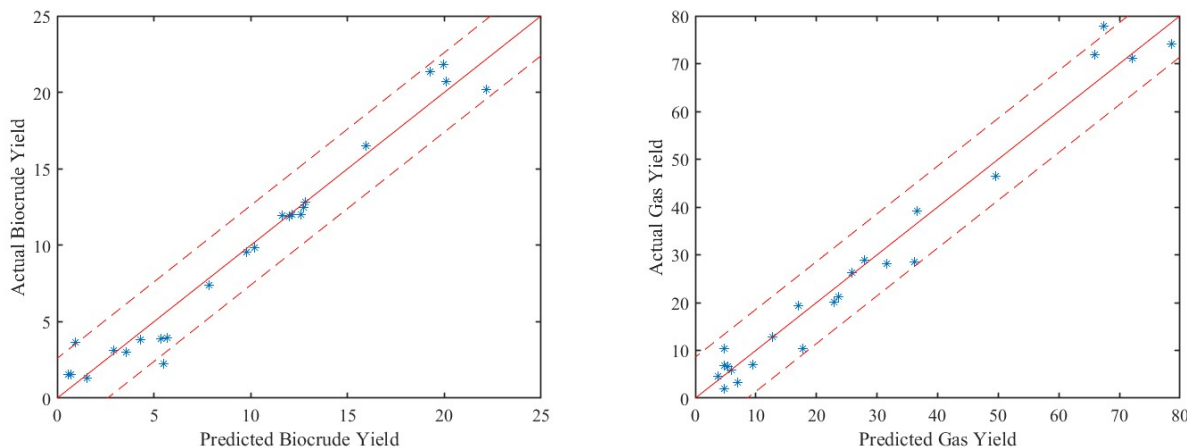 25
20
15
10
5
0
Actual Biocrude Yield
0 5 10 15 20 25
Predicted Biocrude Yield
80
70
60
50
40
30
20
10
0
Actual Gas Yield
0 10 20 30 40 50 60 70 80
Predicted Gas Yield